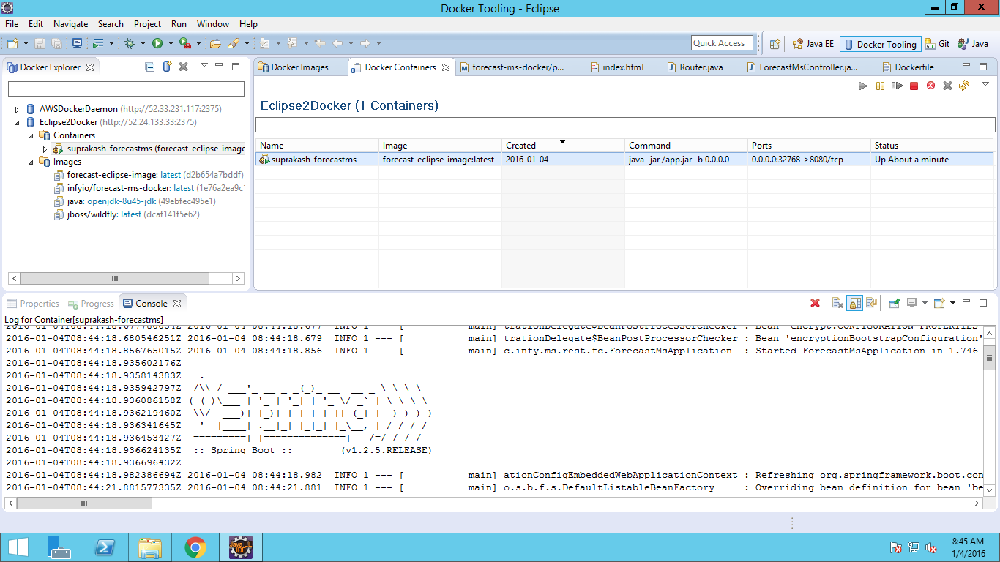 Docker Tooling - Eclipse
File Edit Navigate Search Project Run Window Help
Quick Access
Java EE Docker Tooling Git Java
Docker Explorer
AWSDockerDaemon (http://52.33.231.117:2375)
Eclipse2Docker (http://52.24.133.33:2375)
Containers
suprakash-forecastms (forecast-eclipse-image
Images
forecast-eclipse-image: latest (d2b654a7bddf)
infyio/forecast-ms-docker: latest (1e76a2ea9c
java: openjdk-8u45-jdk (49ebfec495e1)
jboss/wildfly: latest (dcaf141f5e62)
Docker Images Docker Containers forecast-ms-docker/p... index.html Router.java ForecastMsController.ja... Dockerfile
Eclipse2Docker (1 Containers)
Name Image Created Command Ports Status
suprakash-forecastms forecast-eclipse-image:latest 2016-01-04 java -jar /app.jar -b 0.0.0.0 0.0.0.0:32768->8080/tcp Up About a minute
Properties Progress Console
Log for Container[suprakash-forecastms]
2016-01-04T08:44:18.680546251Z 2016-01-04 08:44:18.679 INFO 1 --- [ main] trationDelegate$BeanPostProcessorChecker : Bean 'encryptionBootstrapConfiguration'
2016-01-04T08:44:18.856765015Z 2016-01-04 08:44:18.856 INFO 1 --- [ main] c.infy.ms.rest.fc.ForecastMsApplication : Started ForecastMsApplication in 1.746
2016-01-04T08:44:18.935602176Z
2016-01-04T08:44:18.935814383Z   .   ____          _            __ _ _
2016-01-04T08:44:18.935942797Z  /\\ / ___'_ __ _ _(_)_ __  __ _ \ \ \ \
2016-01-04T08:44:18.936086158Z ( ( )\___ | '_ | '_| | '_ \/ _` | \ \ \ \
2016-01-04T08:44:18.936219460Z  \\/  ___)| |_)| | | | | || (_| |  ) ) ) )
2016-01-04T08:44:18.936341645Z   '  |____| .__|_| |_|_| |_\__, | / / / /
2016-01-04T08:44:18.936453427Z  =========|_|==============|___/=/_/_/_/
2016-01-04T08:44:18.936624135Z  :: Spring Boot ::        (v1.2.5.RELEASE)
2016-01-04T08:44:18.936696432Z
2016-01-04T08:44:18.982386694Z 2016-01-04 08:44:18.982 INFO 1 --- [ main] ationConfigEmbeddedWebApplicationContext : Refreshing org.springframework.boot.con
2016-01-04T08:44:21.881577335Z 2016-01-04 08:44:21.881 INFO 1 --- [ main] o.s.b.f.s.DefaultListableBeanFactory : Overriding bean definition for bean 'be
Java EE
IDE
8:45 AM
1/4/2016